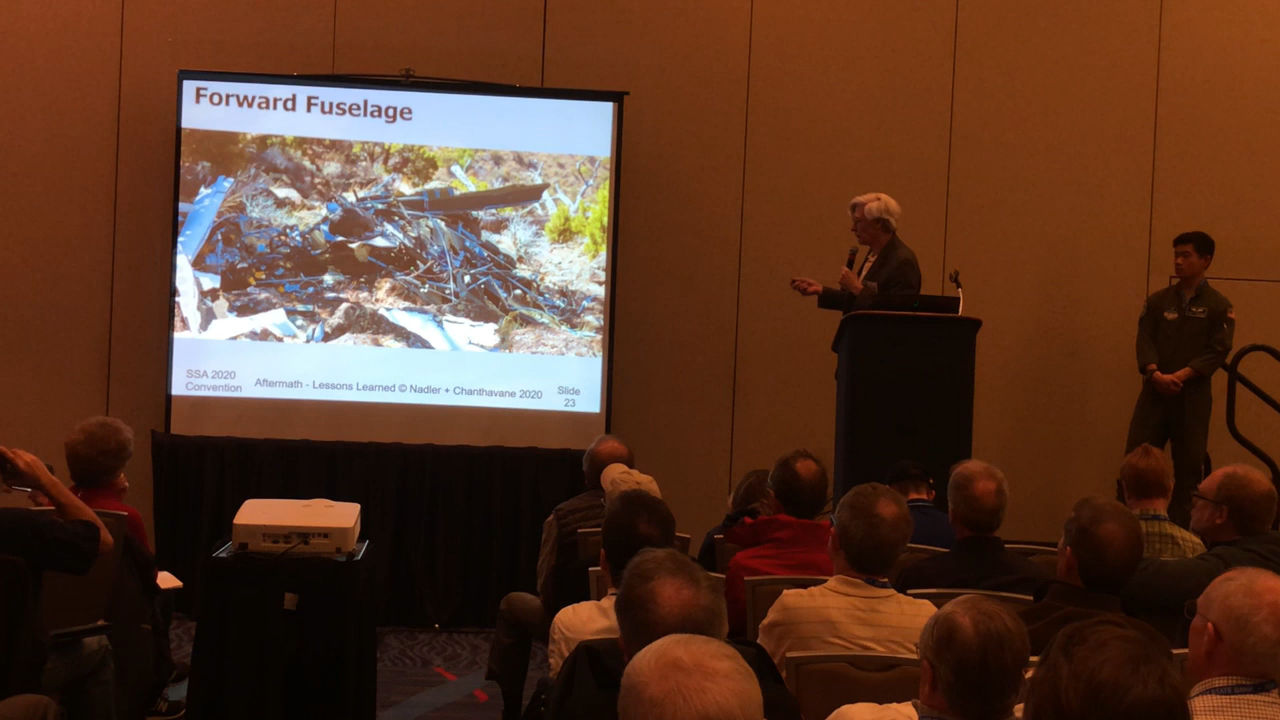 Forward Fuselage
SSA 2020
Convention
Aftermath - Lessons Learned © Nadler + Chanthavane 2020
Slide
23